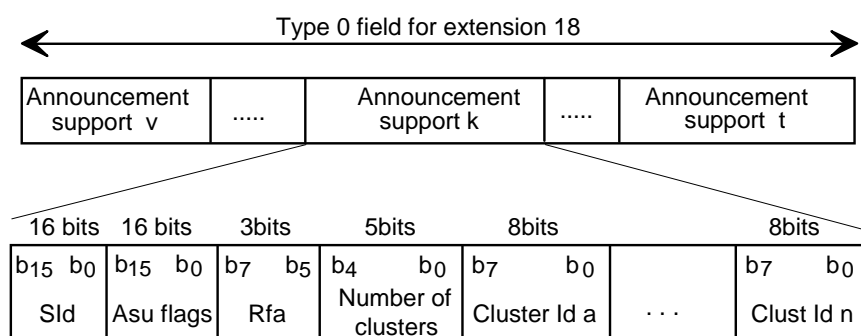 Type 0 field for extension 18
Announcement support v
.....
Announcement support k
.....
Announcement support t
16 bits 16 bits 3bits 5bits 8bits 8bits
b15 b0 b15 b0 b7 b5 b4 b0 b7 b0 b7 b0
SId Asu flags Rfa Number of clusters Cluster Id a . . . Clust Id n